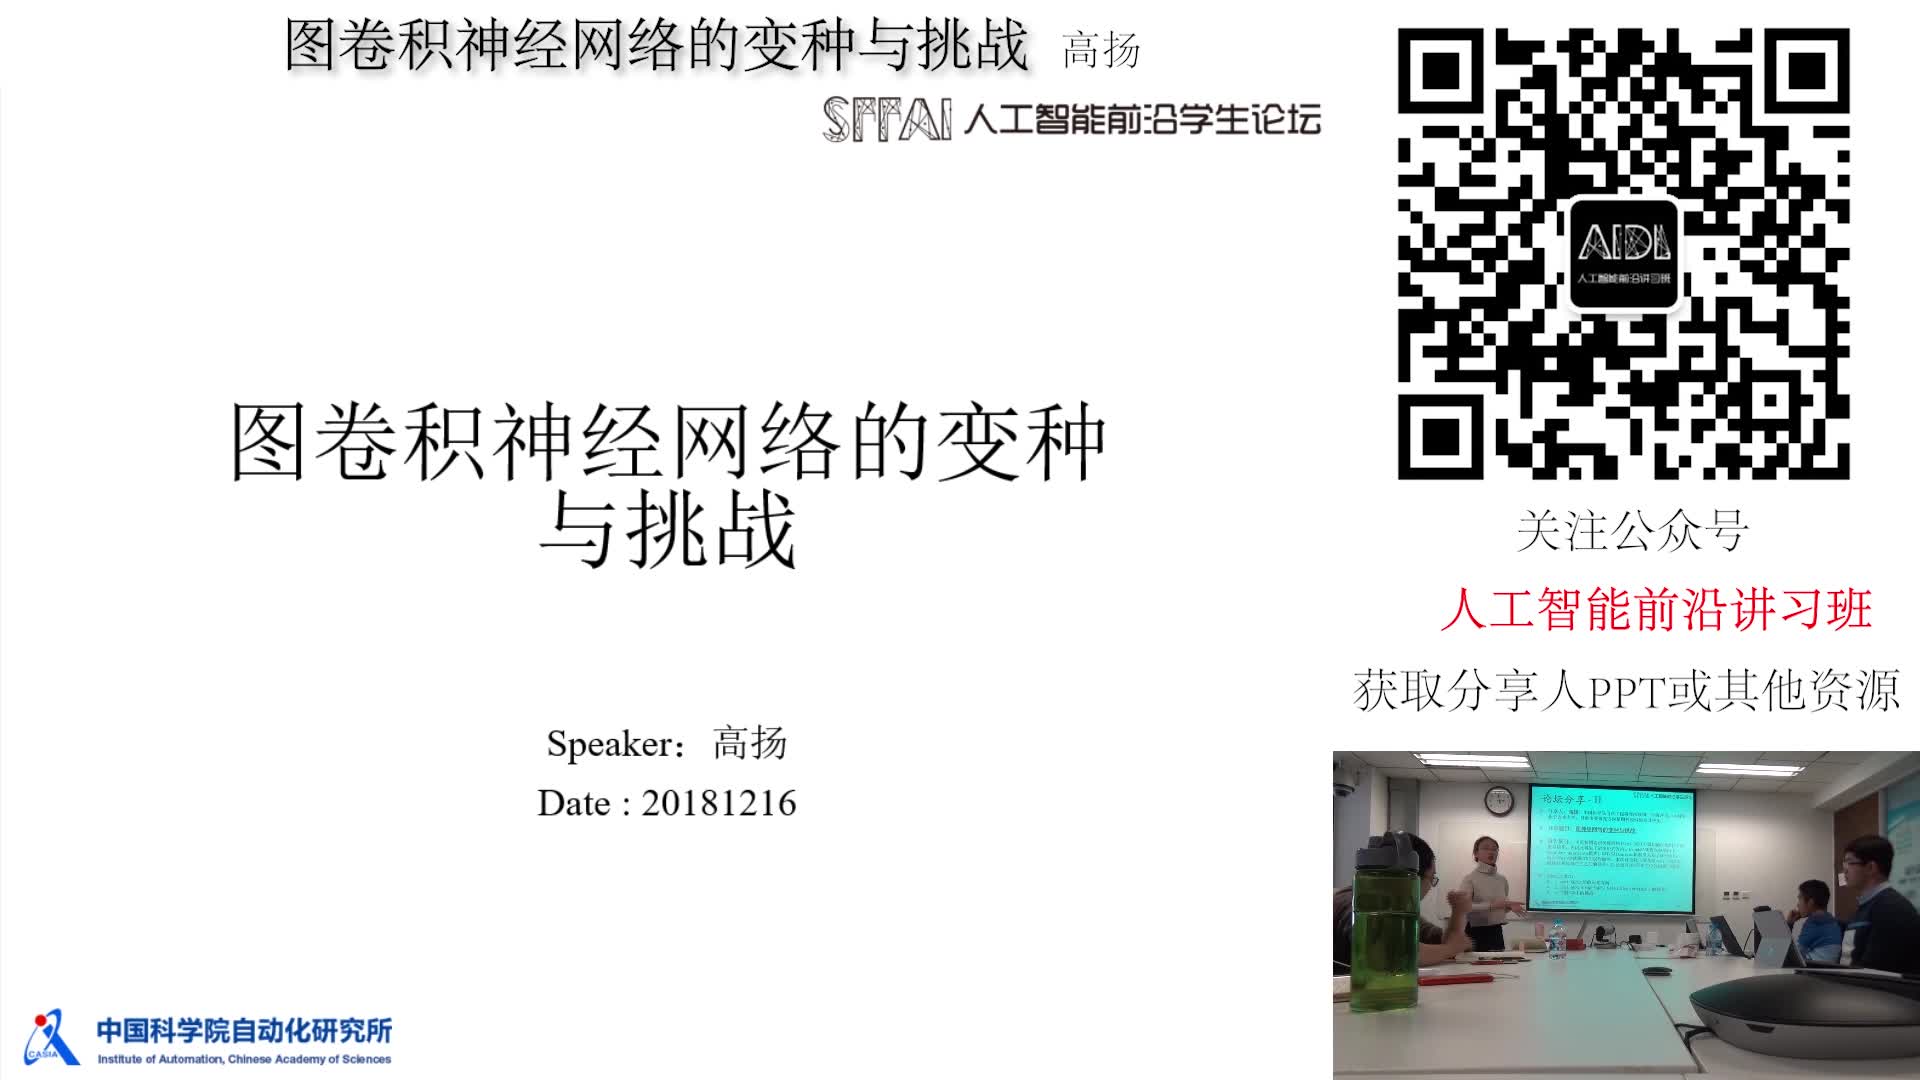 图卷积神经网络的变种与挑战 高扬
SFFAI 人工智能前沿学生论坛
图卷积神经网络的变种
与挑战
Speaker：高扬
Date : 20181216
CASIA
中国科学院自动化研究所
Institute of Automation, Chinese Academy of Sciences
AIDL
人工智能前沿讲习班
关注公众号
人工智能前沿讲习班
获取分享人PPT或其他资源
论坛分享-II